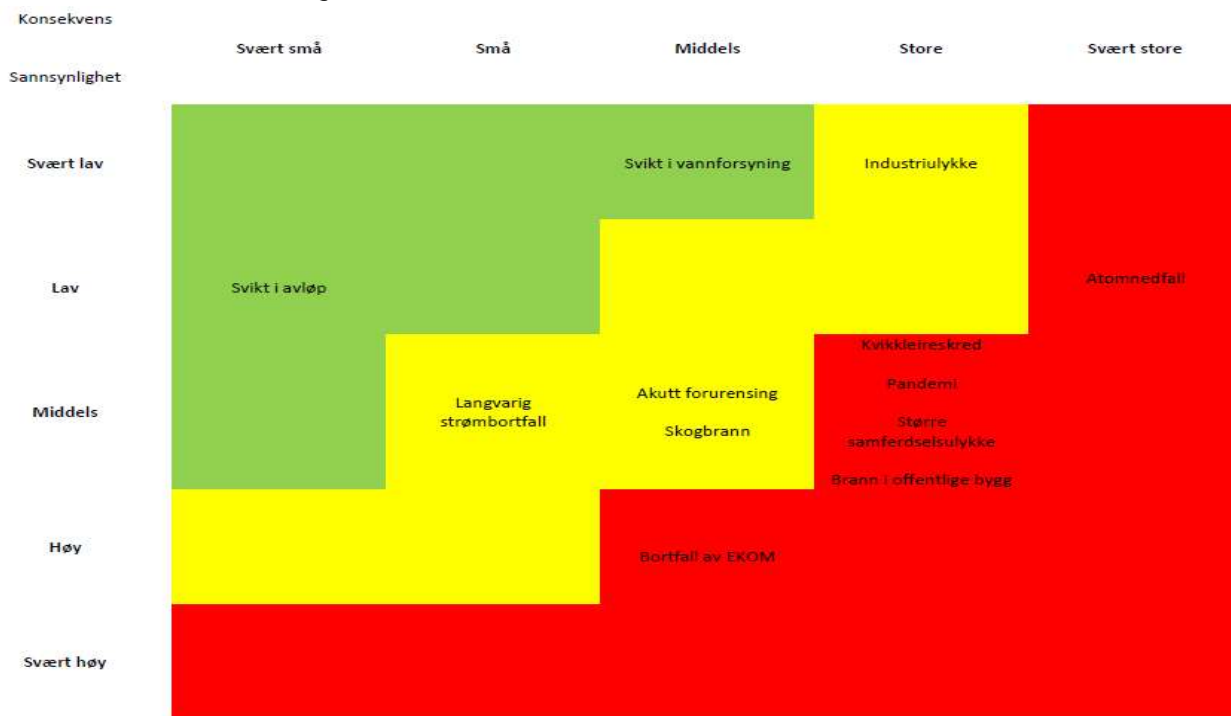 Konsekvens
Svært små Små Middels Store Svært store
Sannsynlighet
Svært lav Svikt i vannforsyning Industriulykke
Lav Svikt i avløp Atomnedfall
Middels
Langvarig
strømbortfall
Akutt forurensing
Skogbrann
Kvikkleireskred
Pandemi
Større
samferdselsulykke
Brann i offentlige bygg
Høy Bortfall av EKOM
Svært høy